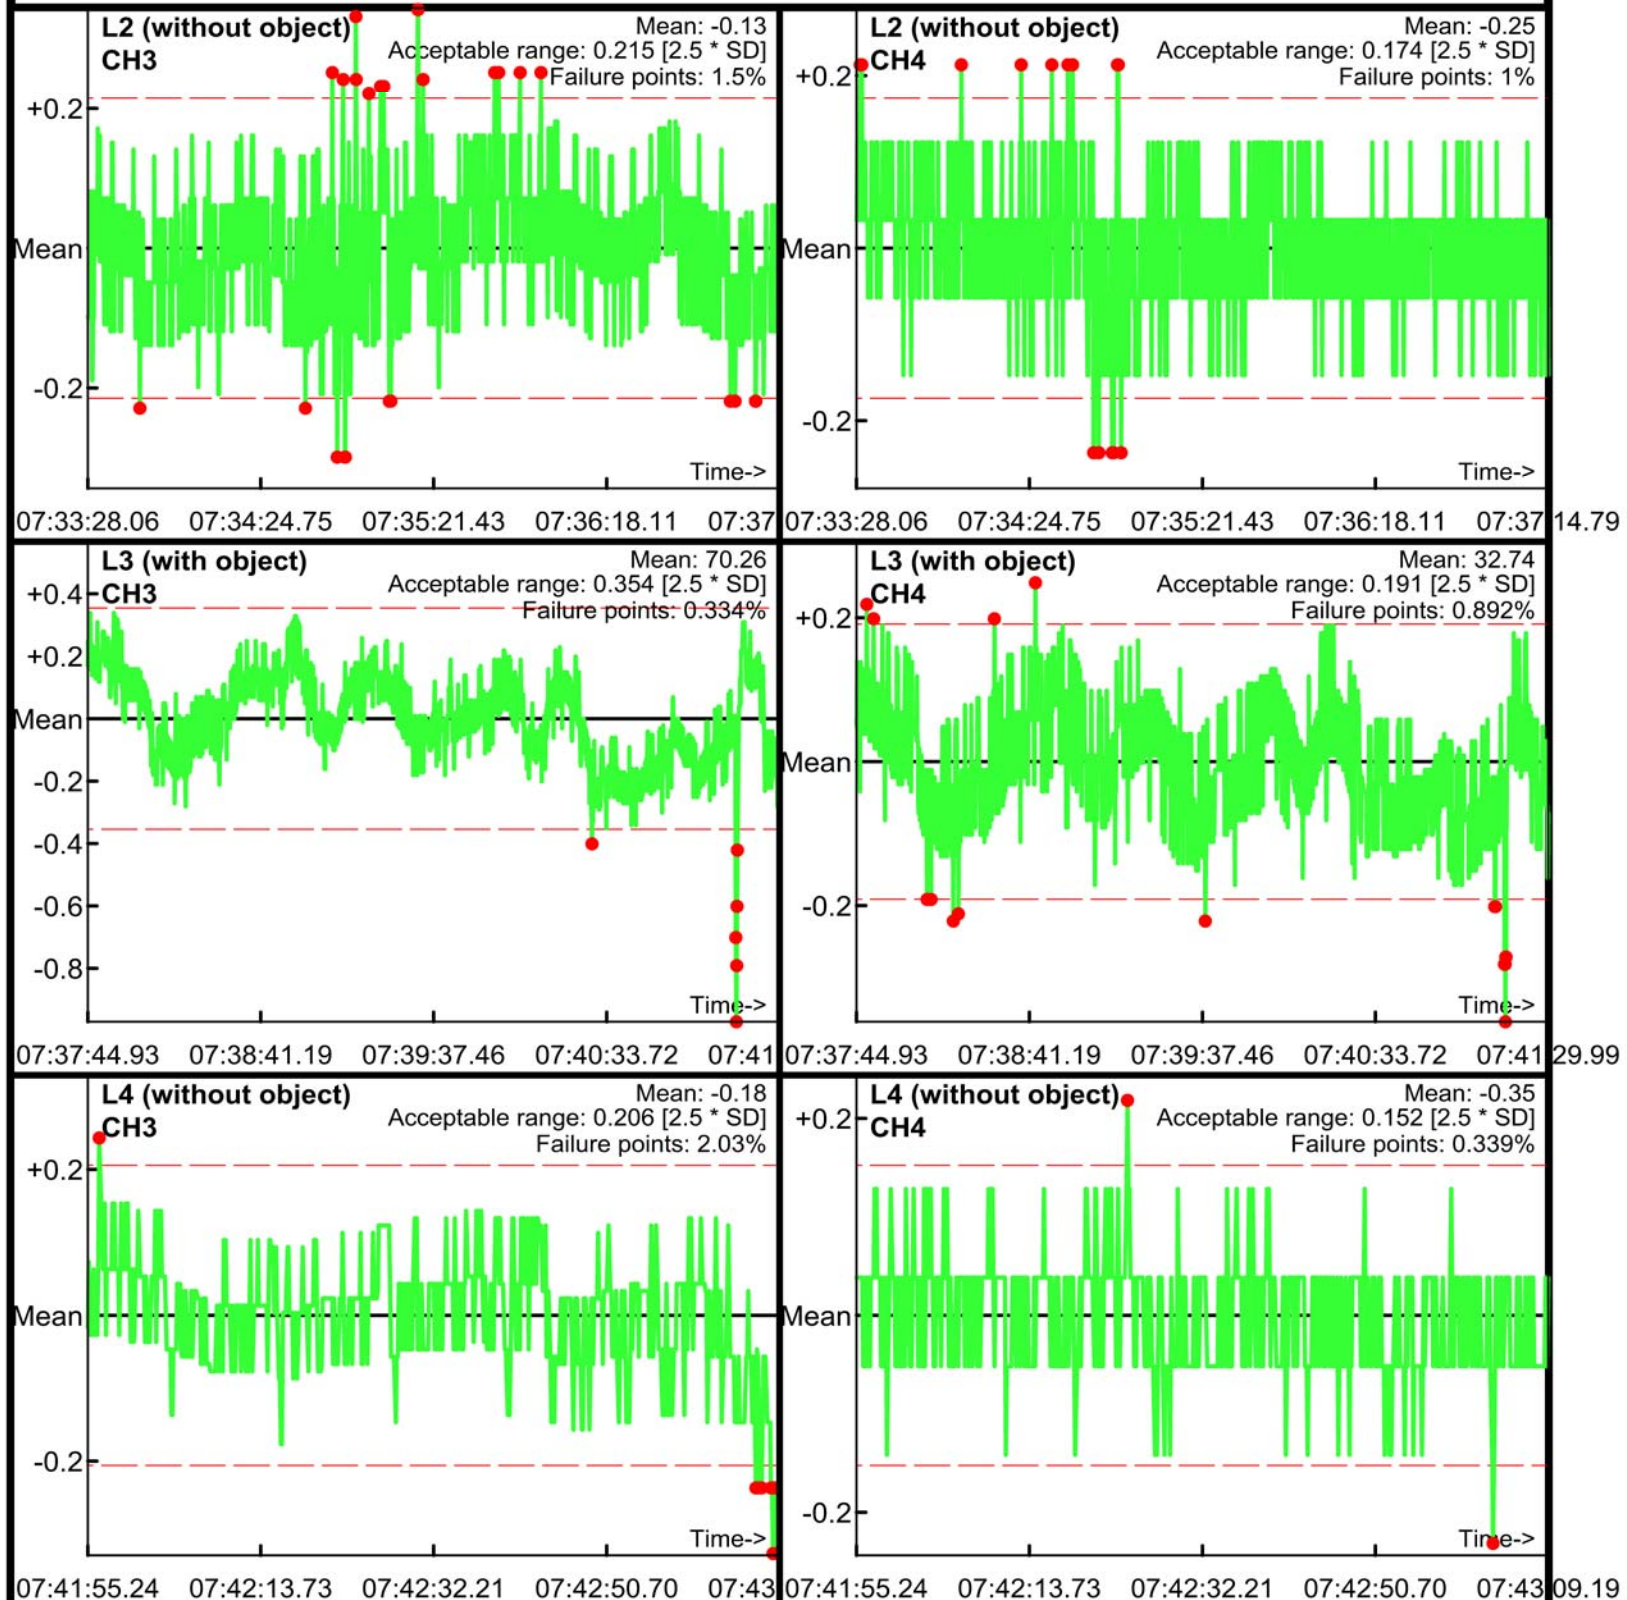 L2 (without object)
CH3
Mean: -0.13
Acceptable range: 0.215 [2.5 * SD]
Failure points: 1.5%
+0.2
Mean
-0.2
Time->
07:33:28.06 07:34:24.75 07:35:21.43 07:36:18.11 07:37
L2 (without object)
CH4
Mean: -0.25
Acceptable range: 0.174 [2.5 * SD]
Failure points: 1%
+0.2
Mean
-0.2
Time->
07:33:28.06 07:34:24.75 07:35:21.43 07:36:18.11 07:37:14.79
L3 (with object)
CH3
Mean: 70.26
Acceptable range: 0.354 [2.5 * SD]
Failure points: 0.334%
+0.4
+0.2
Mean
-0.2
-0.4
-0.6
-0.8
Time->
07:37:44.93 07:38:41.19 07:39:37.46 07:40:33.72 07:41
L3 (with object)
CH4
Mean: 32.74
Acceptable range: 0.191 [2.5 * SD]
Failure points: 0.892%
+0.2
Mean
-0.2
Time->
07:37:44.93 07:38:41.19 07:39:37.46 07:40:33.72 07:41:29.99
L4 (without object)
CH3
Mean: -0.18
Acceptable range: 0.206 [2.5 * SD]
Failure points: 2.03%
+0.2
Mean
-0.2
Time->
07:41:55.24 07:42:13.73 07:42:32.21 07:42:50.70 07:43
L4 (without object)
CH4
Mean: -0.35
Acceptable range: 0.152 [2.5 * SD]
Failure points: 0.339%
+0.2
Mean
-0.2
Time->
07:41:55.24 07:42:13.73 07:42:32.21 07:42:50.70 07:43:09.19